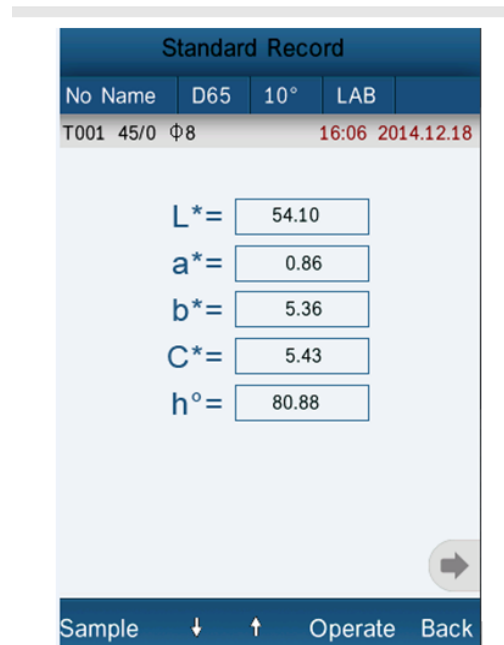 Standard Record
No Name D65 10° LAB
T001 45/0 Φ8 16:06 2014.12.18
L*= 54.10
a*= 0.86
b*= 5.36
C*= 5.43
h°= 80.88
Sample ↓ ↑ Operate Back